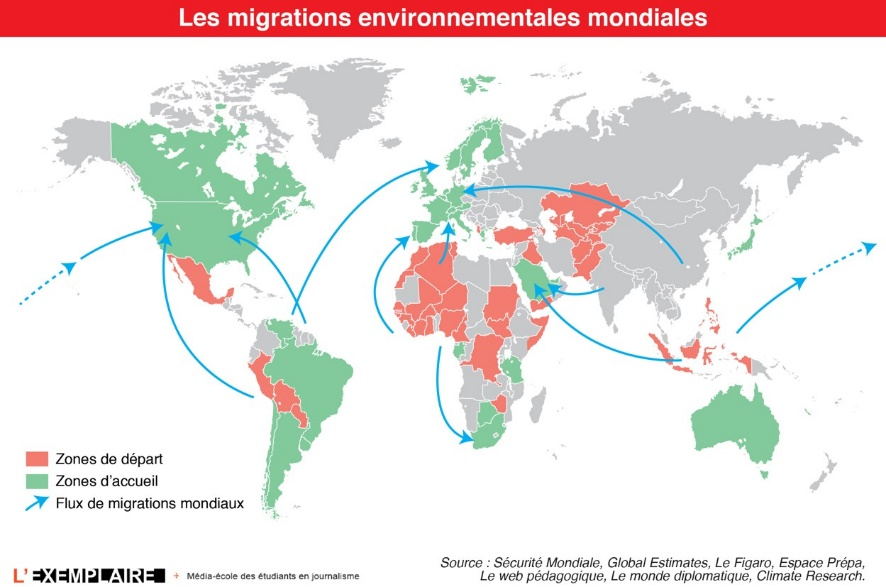 Les migrations environnementales mondiales
Zones de départ
Zones d'accueil
Flux de migrations mondiaux
L'EXEMPLAIRE + Média-école des étudiants en journalisme
Source : Sécurité Mondiale, Global Estimates, Le Figaro, Espace Prépa,
Le web pédagogique, Le monde diplomatique, Climate Research.